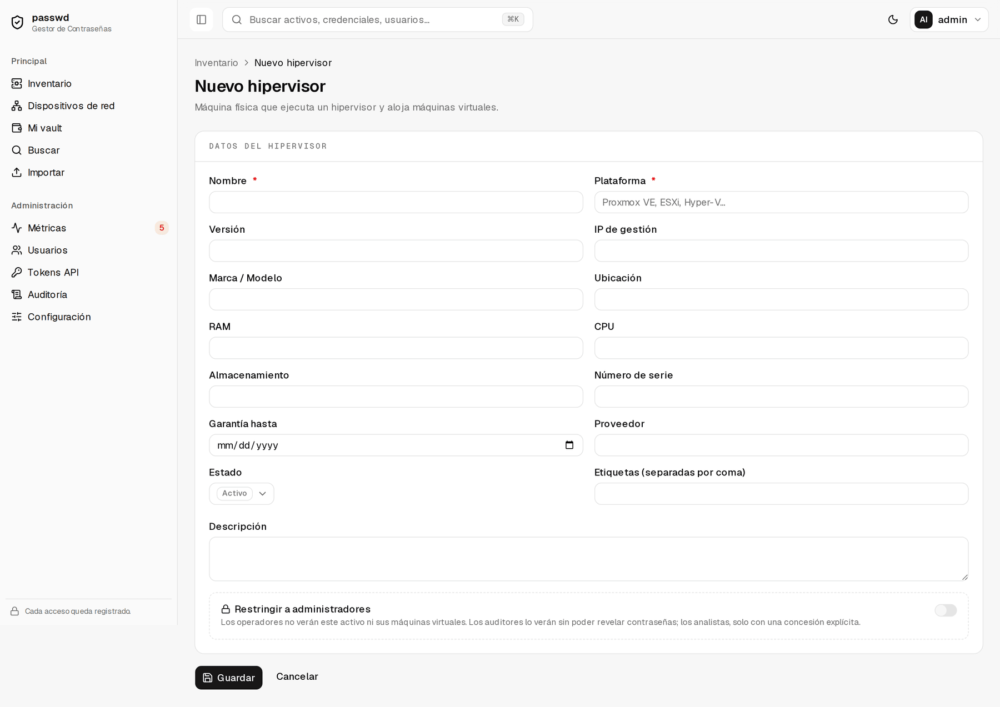 passwd
Gestor de Contraseñas
Principal
Inventario
Dispositivos de red
Mi vault
Buscar
Importar
Administración
Métricas
5
Usuarios
Tokens API
Auditoría
Configuración
Cada acceso queda registrado.
Buscar activos, credenciales, usuarios...
⌘K
AI
admin
Inventario > Nuevo hipervisor
Nuevo hipervisor
Máquina física que ejecuta un hipervisor y aloja máquinas virtuales.
DATOS DEL HIPERVISOR
Nombre *
Plataforma *
Proxmox VE, ESXi, Hyper-V...
Versión
IP de gestión
Marca / Modelo
Ubicación
RAM
CPU
Almacenamiento
Número de serie
Garantía hasta
mm/dd/yyyy
Proveedor
Estado
Activo
Etiquetas (separadas por coma)
Descripción
Restringir a administradores
Los operadores no verán este activo ni sus máquinas virtuales. Los auditores lo verán sin poder revelar contraseñas; los analistas, solo con una concesión explícita.
Guardar
Cancelar